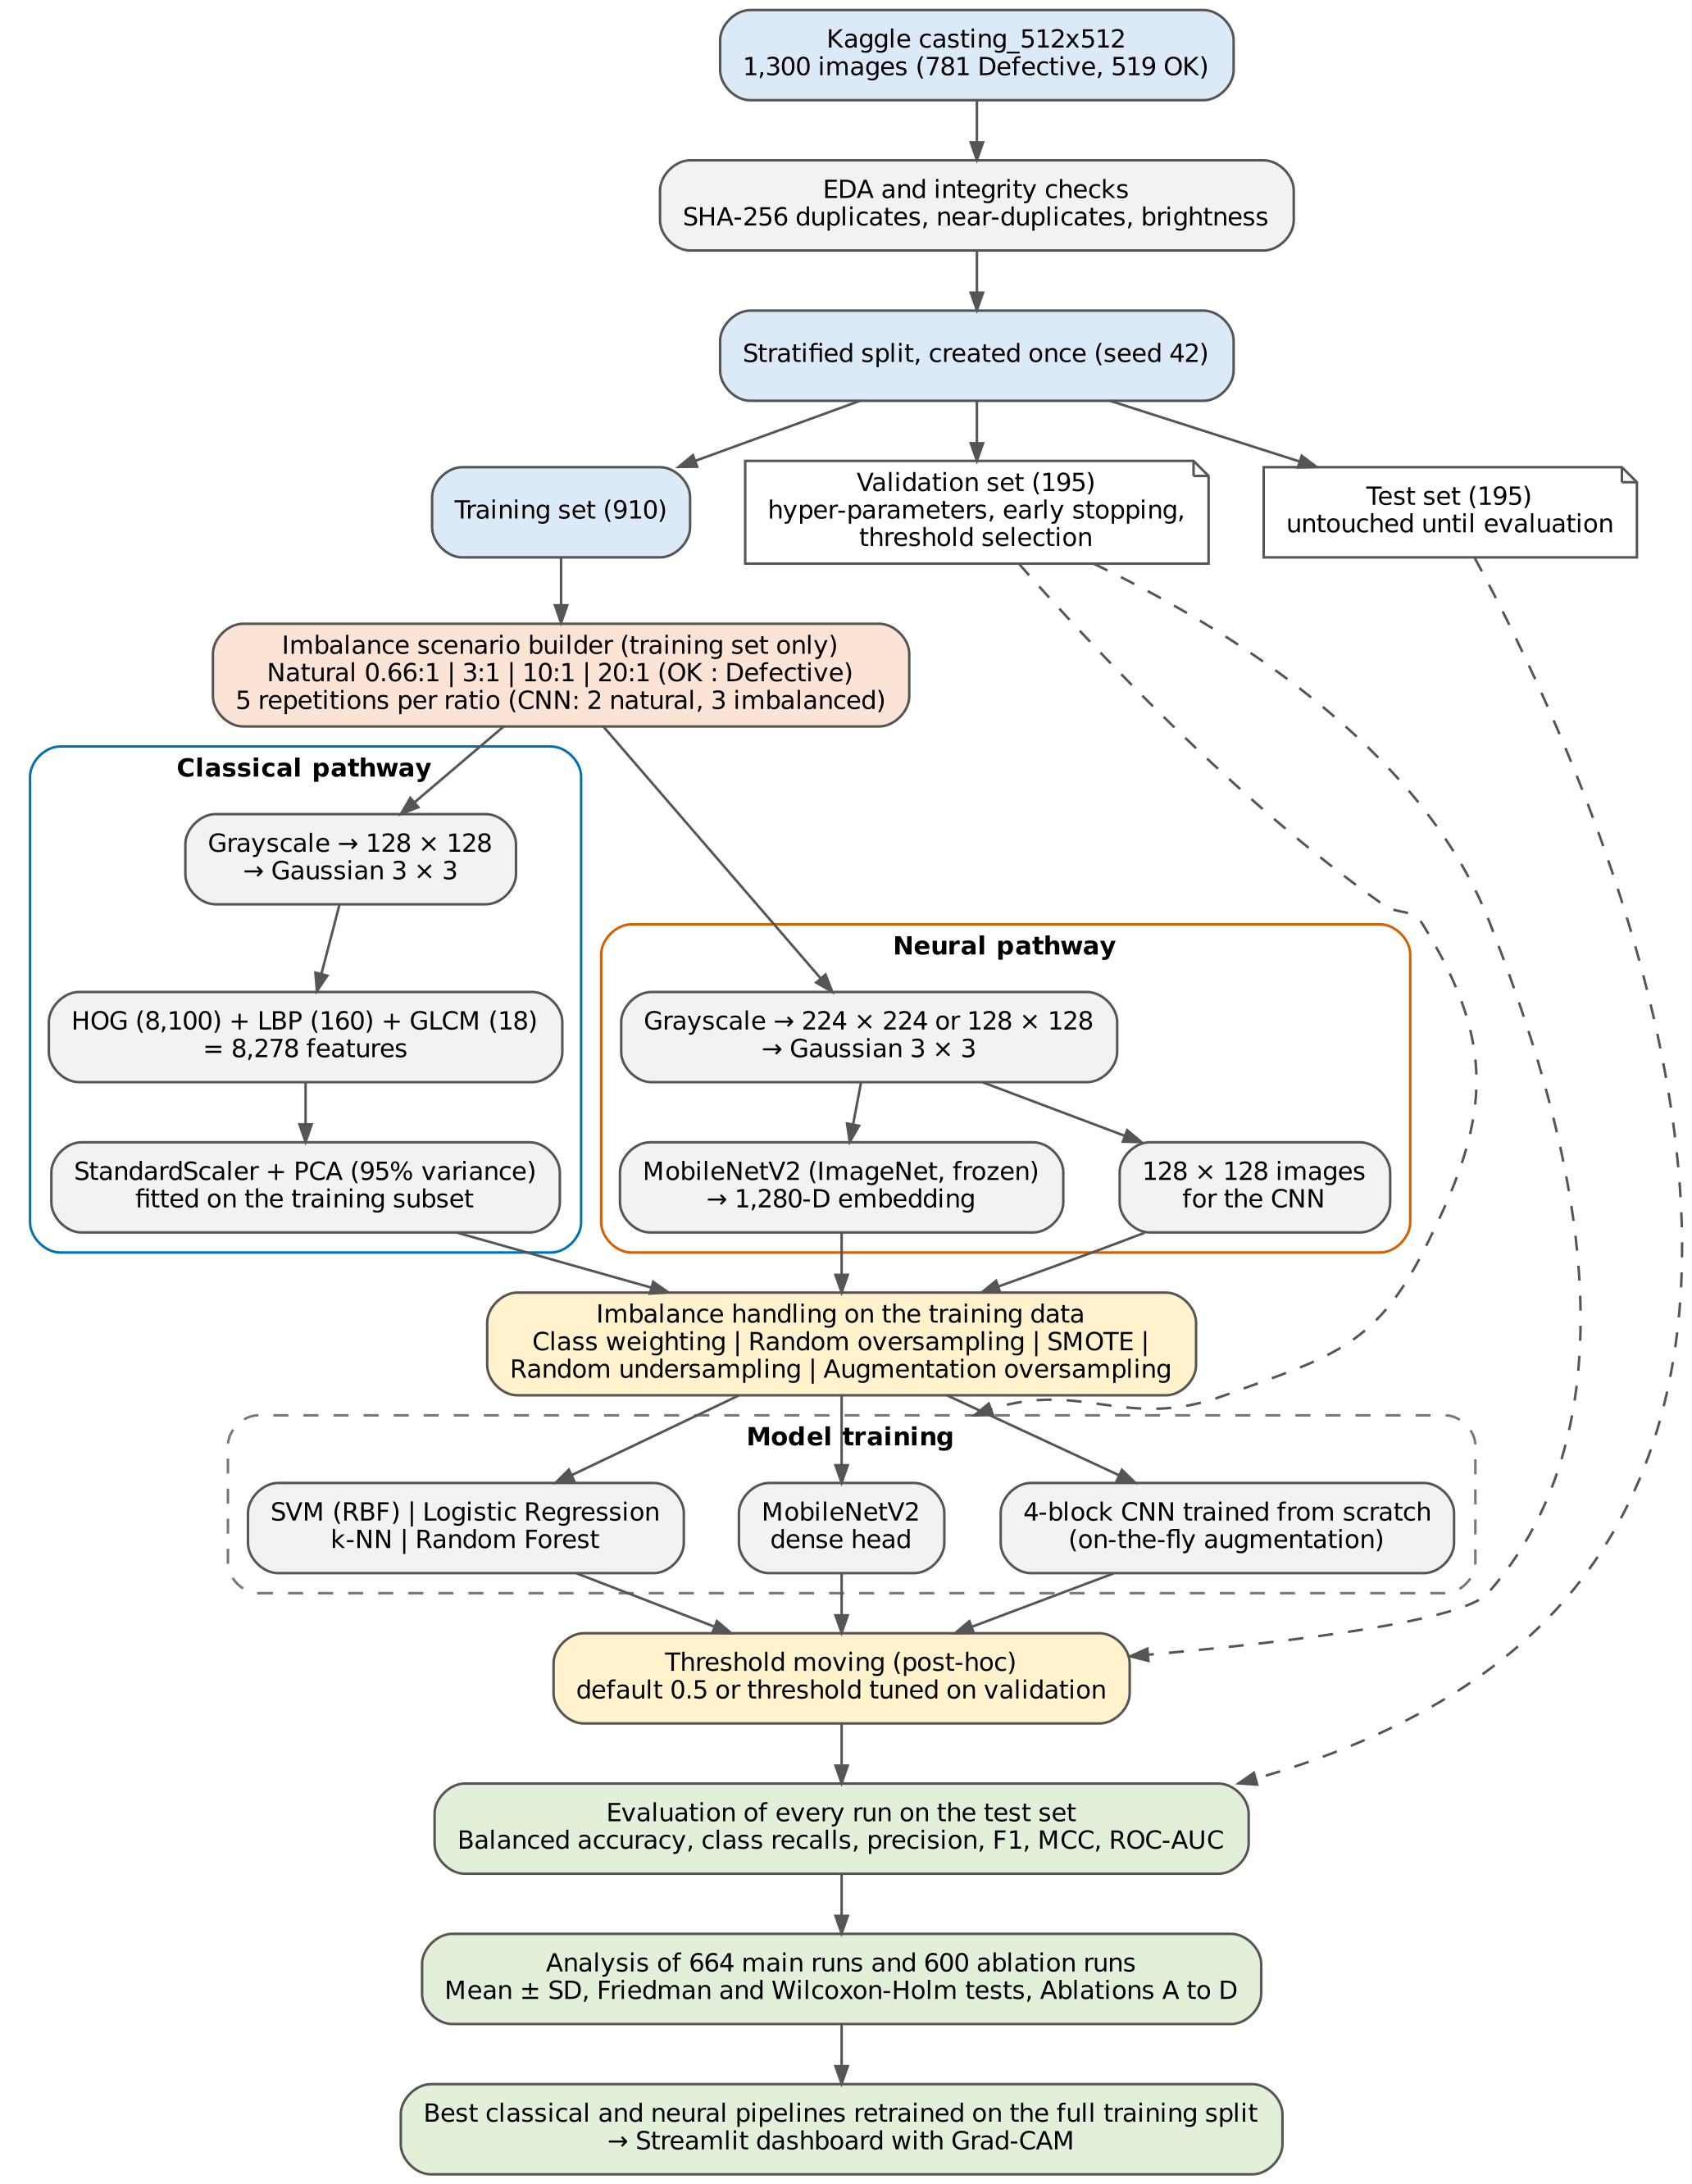 Kaggle casting_512x512
1,300 images (781 Defective, 519 OK)
EDA and integrity checks
SHA-256 duplicates, near-duplicates, brightness
Stratified split, created once (seed 42)
Training set (910)
Validation set (195)
hyper-parameters, early stopping,
threshold selection
Test set (195)
untouched until evaluation
Imbalance scenario builder (training set only)
Natural 0.66:1 | 3:1 | 10:1 | 20:1 (OK : Defective)
5 repetitions per ratio (CNN: 2 natural, 3 imbalanced)
Classical pathway
Grayscale → 128 × 128
→ Gaussian 3 × 3
HOG (8,100) + LBP (160) + GLCM (18)
= 8,278 features
StandardScaler + PCA (95% variance)
fitted on the training subset
Neural pathway
Grayscale → 224 × 224 or 128 × 128
→ Gaussian 3 × 3
MobileNetV2 (ImageNet, frozen)
→ 1,280-D embedding
128 × 128 images
for the CNN
Imbalance handling on the training data
Class weighting | Random oversampling | SMOTE |
Random undersampling | Augmentation oversampling
Model training
SVM (RBF) | Logistic Regression
k-NN | Random Forest
MobileNetV2
dense head
4-block CNN trained from scratch
(on-the-fly augmentation)
Threshold moving (post-hoc)
default 0.5 or threshold tuned on validation
Evaluation of every run on the test set
Balanced accuracy, class recalls, precision, F1, MCC, ROC-AUC
Analysis of 664 main runs and 600 ablation runs
Mean ± SD, Friedman and Wilcoxon-Holm tests, Ablations A to D
Best classical and neural pipelines retrained on the full training split
→ Streamlit dashboard with Grad-CAM